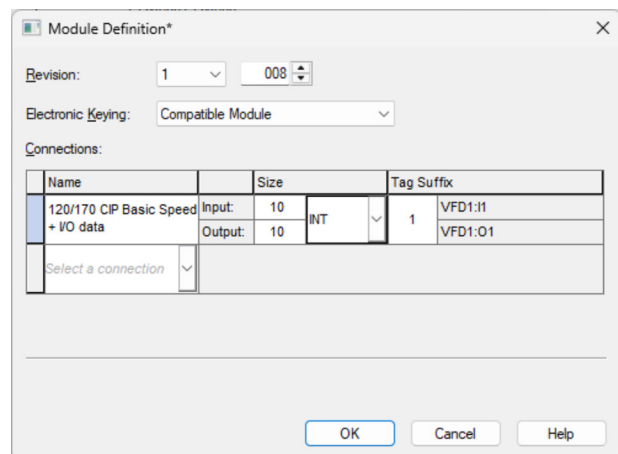 Module Definition*
Revision: 1 008
Electronic Keying: Compatible Module
Connections:
Name Size Tag Suffix
120/170 CIP Basic Speed + I/O data
Input: 10 INT 1 VFD1:I1
Output: 10 VFD1:O1
Select a connection
OK Cancel Help